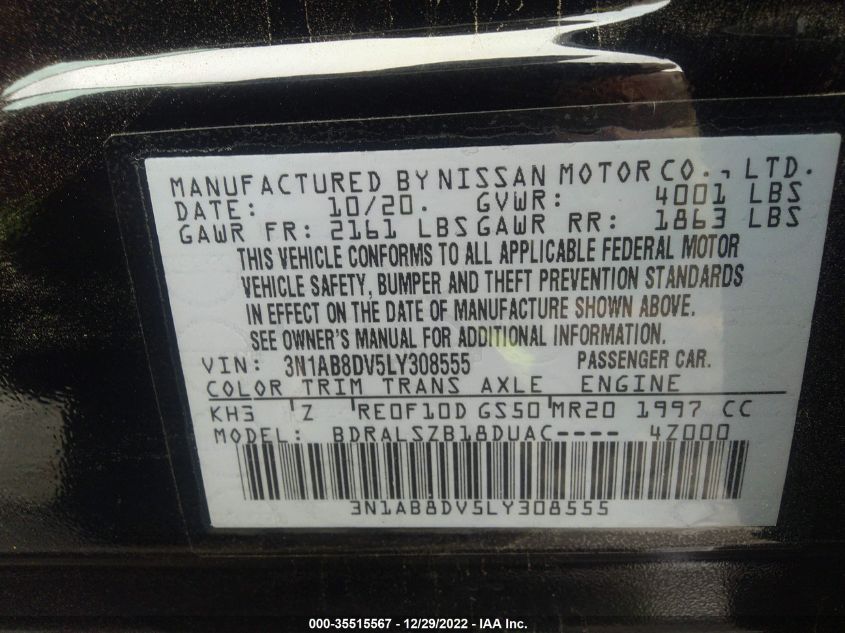 MANUFACTURED BY NISSAN MOTOR CO., LTD.
DATE: 10/20. GVWR: 4001 LBS
GAWR FR: 2161 LBS GAWR RR: 1863 LBS
THIS VEHICLE CONFORMS TO ALL APPLICABLE FEDERAL MOTOR
VEHICLE SAFETY, BUMPER AND THEFT PREVENTION STANDARDS
IN EFFECT ON THE DATE OF MANUFACTURE SHOWN ABOVE.
SEE OWNER'S MANUAL FOR ADDITIONAL INFORMATION.
VIN: 3N1AB8DV5LY308555 PASSENGER CAR.
COLOR TRIM TRANS AXLE ENGINE
KH3 Z RE0F10D GS50 MR20 1997 CC
MODEL: BDRALSZB18DUAC---- 4Z000
3N1AB8DV5LY308555
000-35515567 - 12/29/2022 - IAA Inc.